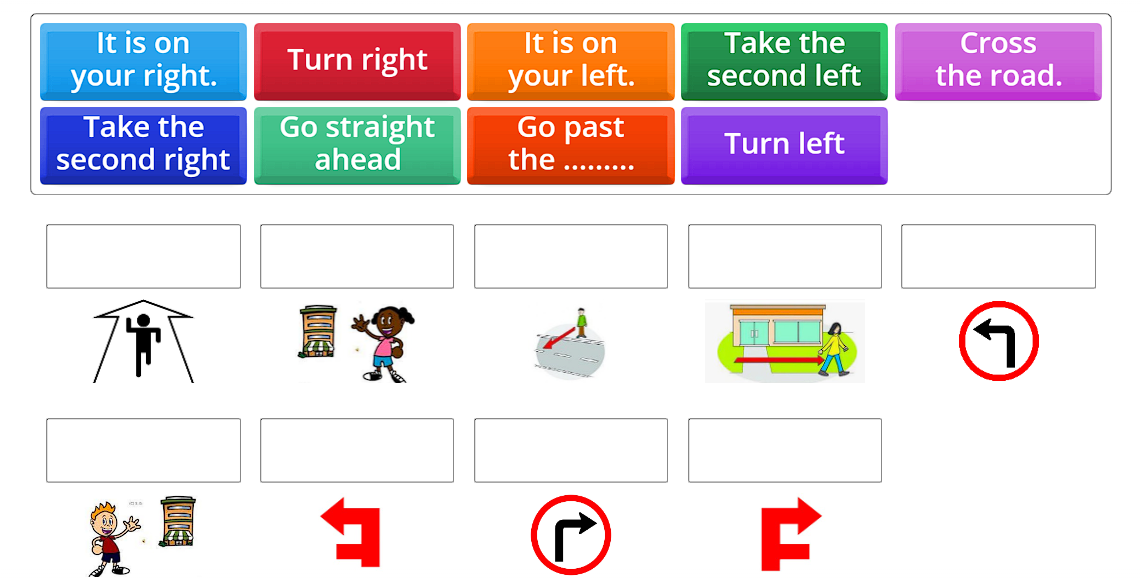 It is on
your right.
Turn right
It is on
your left.
Take the
second left
Cross
the road.
Take the
second right
Go straight
ahead
Go past
the .........
Turn left